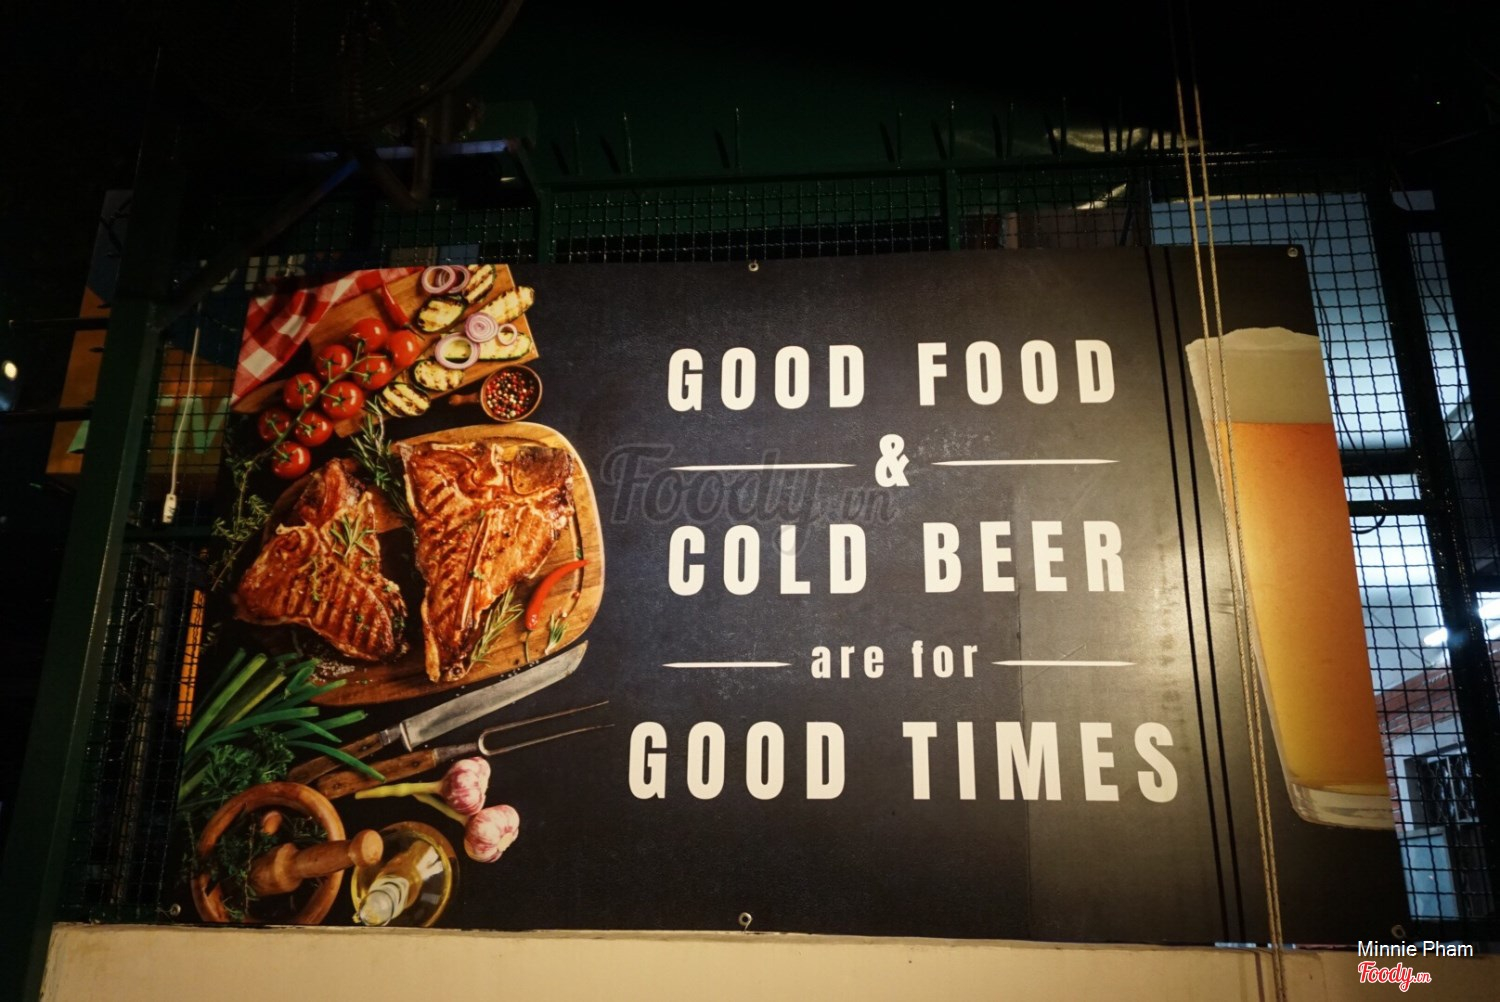 GOOD FOOD
&
COLD BEER
are for
GOOD TIMES
Foody.vn
Minnie Pham
Foody.vn